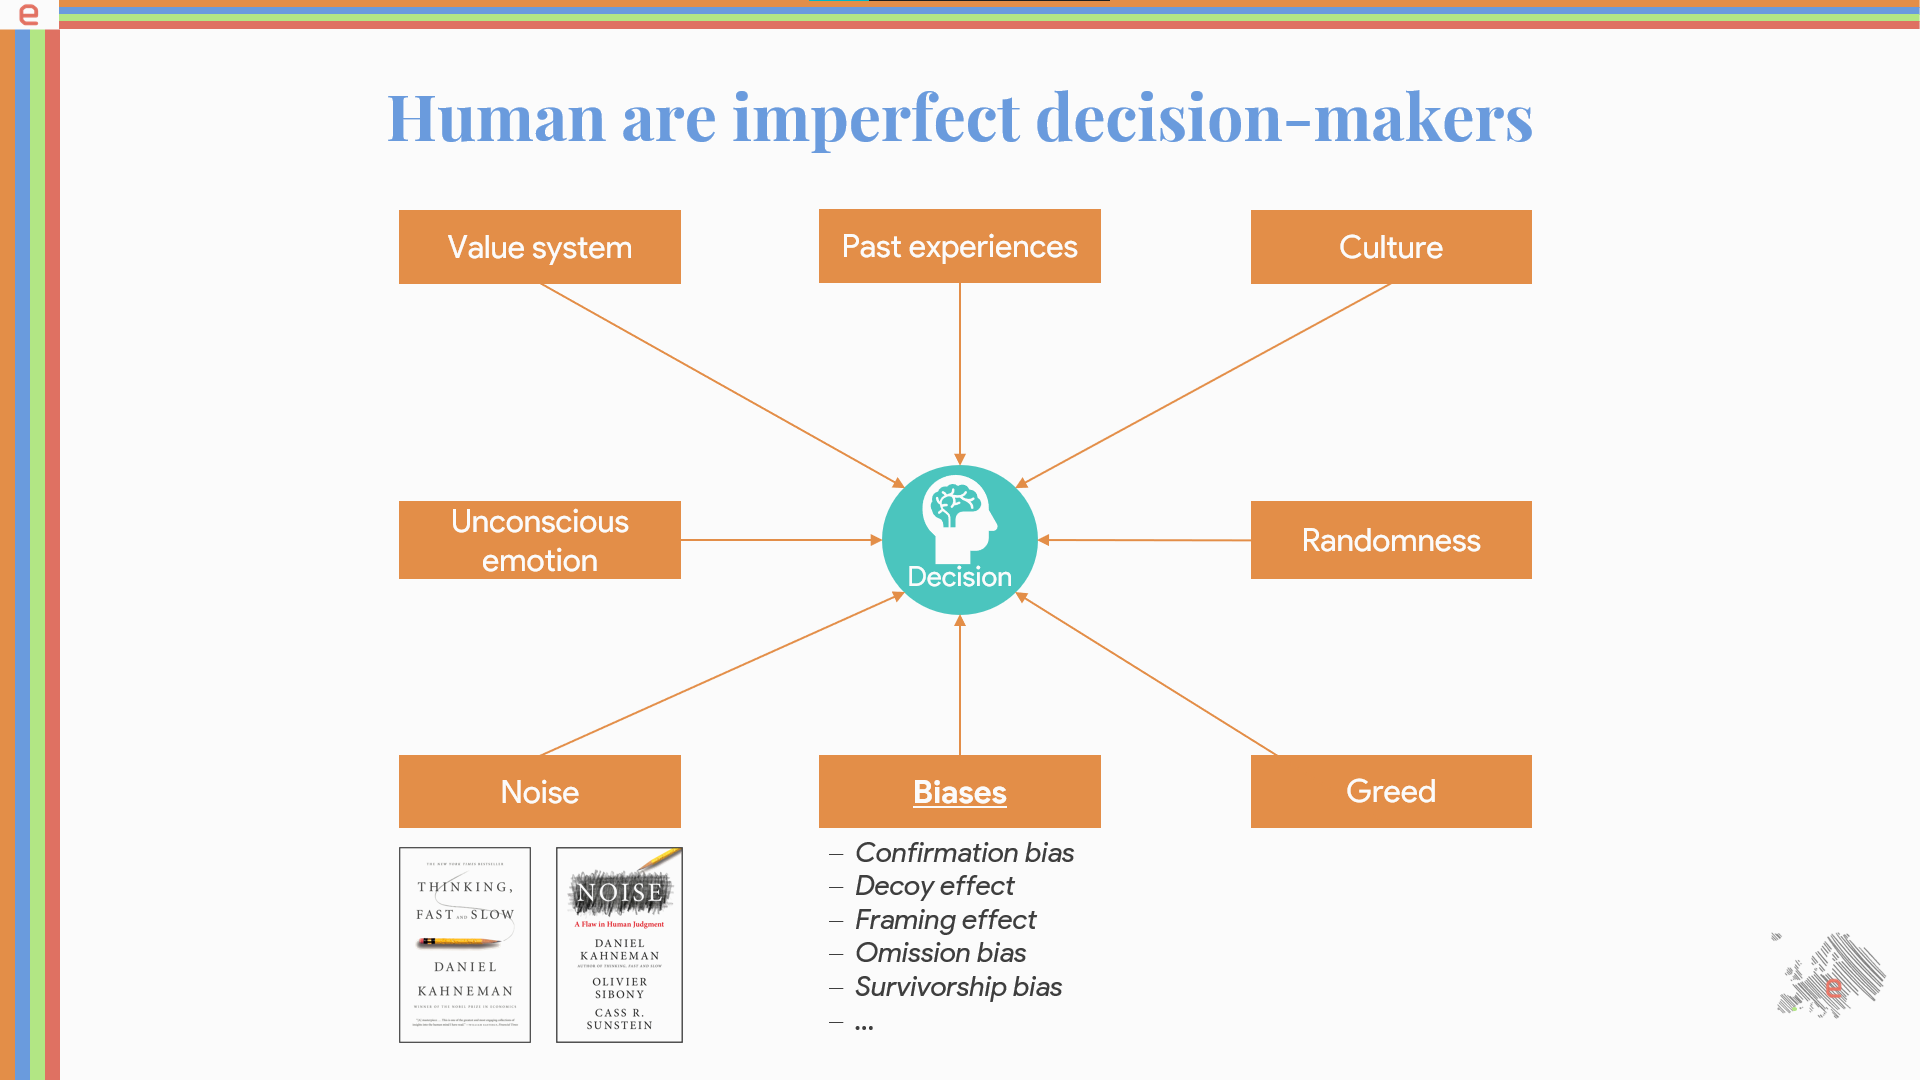 e
Human are imperfect decision-makers
Value system
Past experiences
Culture
Unconscious
emotion
Decision
Randomness
Noise
Biases
Greed
THE NEW YORK TIMES BESTSELLER
THINKING,
FAST AND SLOW
DANIEL
KAHNEMAN
WINNER OF THE NOBEL PRIZE IN ECONOMICS
NOISE
A Flaw in Human Judgment
DANIEL
KAHNEMAN
AUTHOR OF THINKING, FAST AND SLOW
OLIVIER
SIBONY
CASS R.
SUNSTEIN
– Confirmation bias
– Decoy effect
– Framing effect
– Omission bias
– Survivorship bias
– ...
e